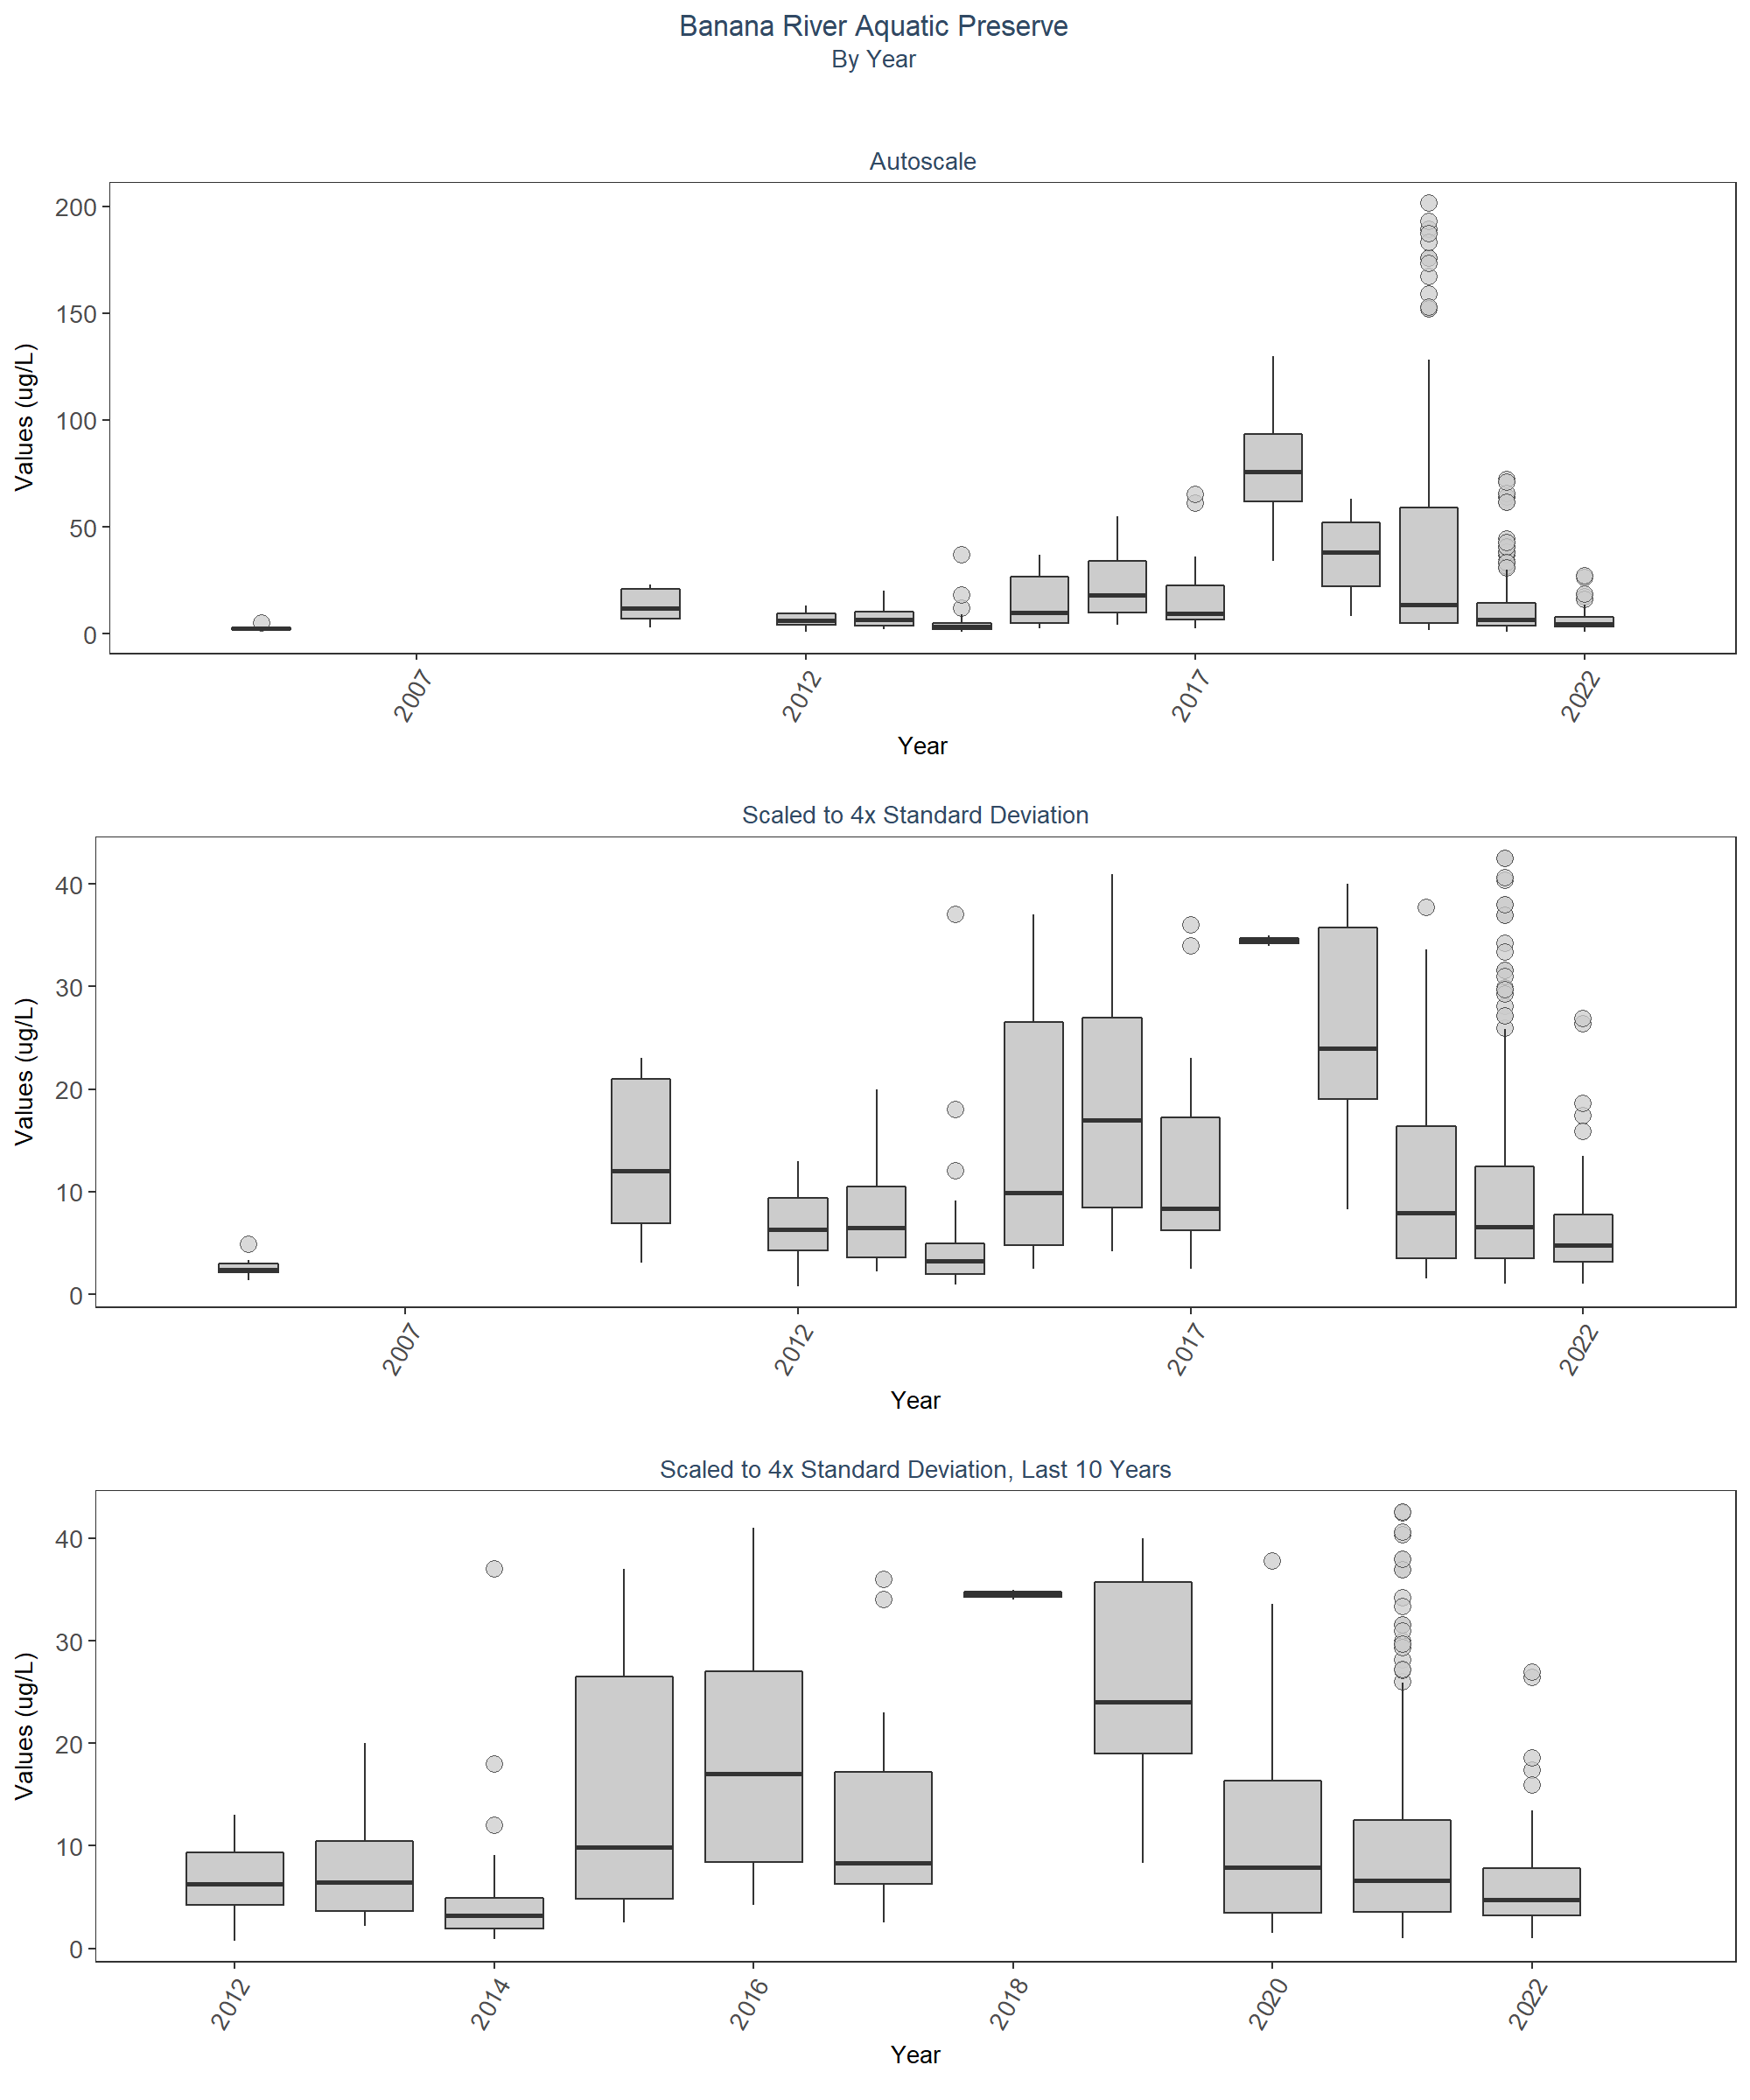 Banana River Aquatic Preserve
By Year
Autoscale
Values (ug/L)
200
150
100
50
0
2007
2012
2017
2022
Year
Scaled to 4x Standard Deviation
Values (ug/L)
40
30
20
10
0
2007
2012
2017
2022
Year
Scaled to 4x Standard Deviation, Last 10 Years
Values (ug/L)
40
30
20
10
0
2012
2014
2016
2018
2020
2022
Year